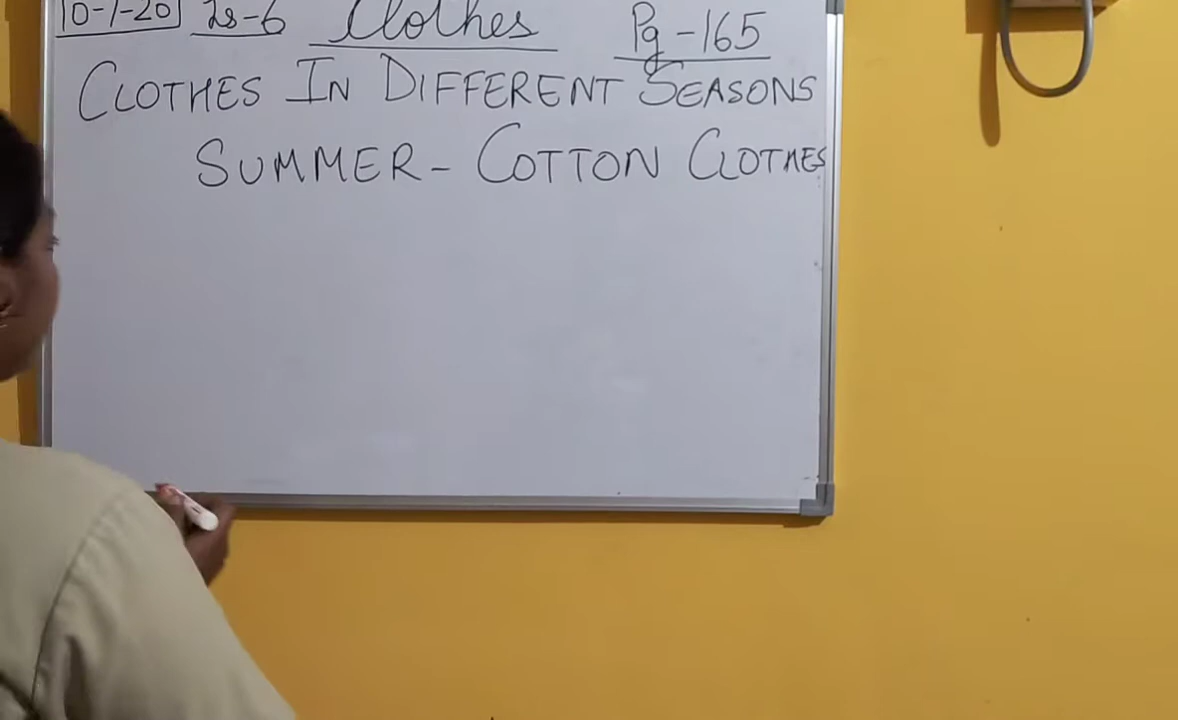 10-7-20 Ls-6 Clothes Pg-165
CLOTHES IN DIFFERENT SEASONS
SUMMER - COTTON CLOTHES